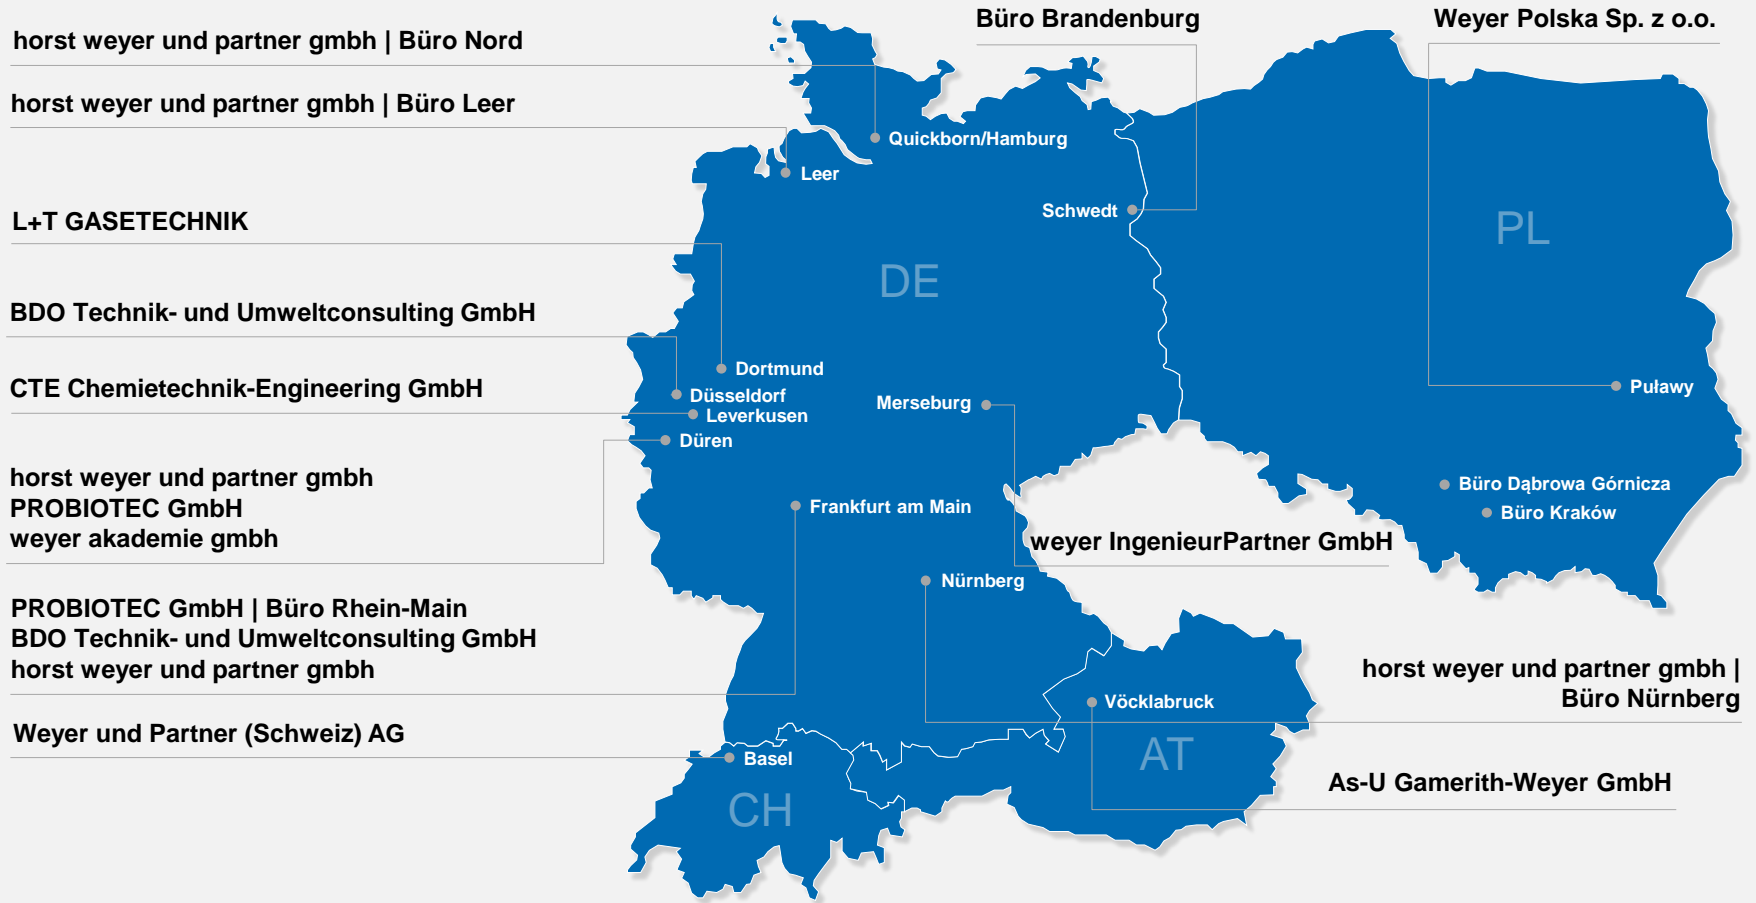 Büro Brandenburg
Weyer Polska Sp. z o.o.
horst weyer und partner gmbh | Büro Nord
horst weyer und partner gmbh | Büro Leer
Quickborn/Hamburg
Leer
Schwedt
L+T GASETECHNIK
PL
DE
BDO Technik- und Umweltconsulting GmbH
Dortmund
CTE Chemietechnik-Engineering GmbH
Düsseldorf
Leverkusen
Merseburg
Puławy
Düren
horst weyer und partner gmbh
PROBIOTEC GmbH
weyer akademie gmbh
Büro Dąbrowa Górnicza
Büro Kraków
Frankfurt am Main
weyer IngenieurPartner GmbH
Nürnberg
PROBIOTEC GmbH | Büro Rhein-Main
BDO Technik- und Umweltconsulting GmbH
horst weyer und partner gmbh
horst weyer und partner gmbh |
Büro Nürnberg
Vöcklabruck
Weyer und Partner (Schweiz) AG
Basel
AT
As-U Gamerith-Weyer GmbH
CH